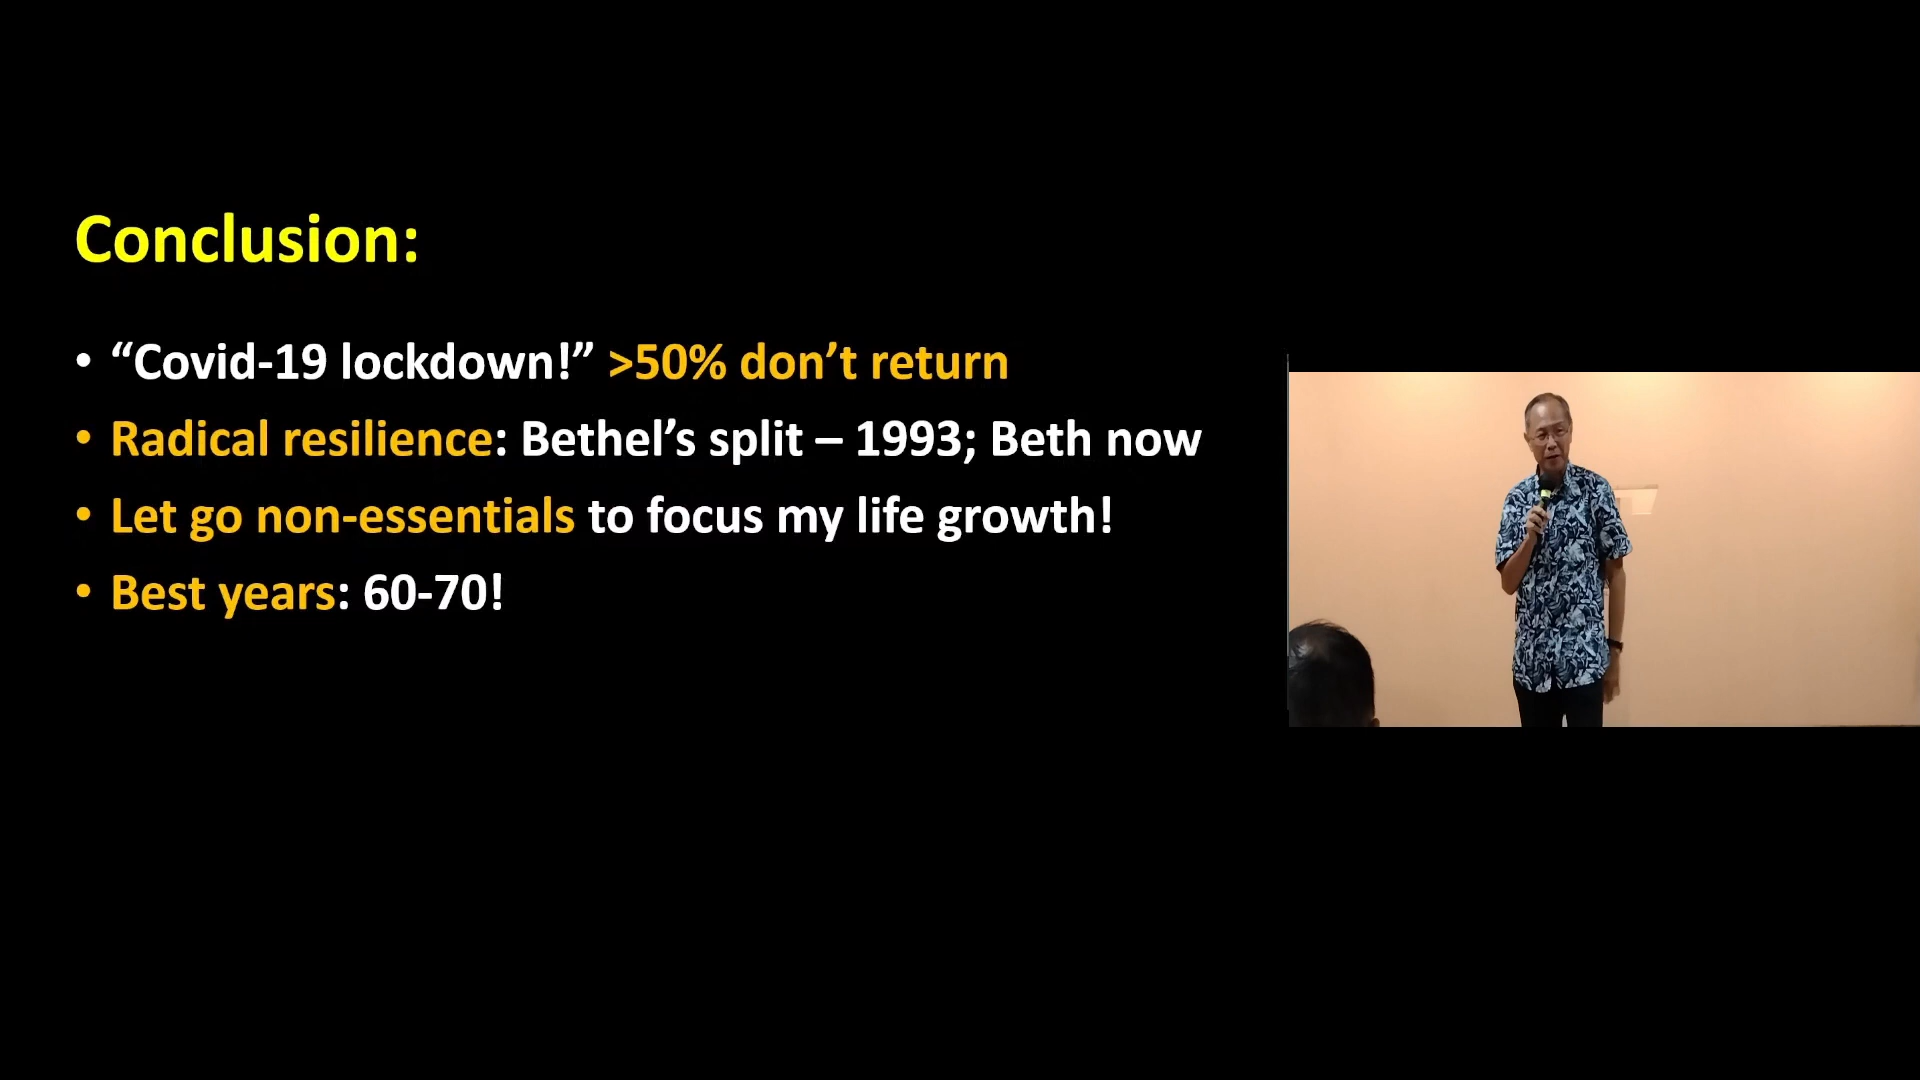 Conclusion:
• “Covid-19 lockdown!” >50% don’t return
• Radical resilience: Bethel’s split – 1993; Beth now
• Let go non-essentials to focus my life growth!
• Best years: 60-70!